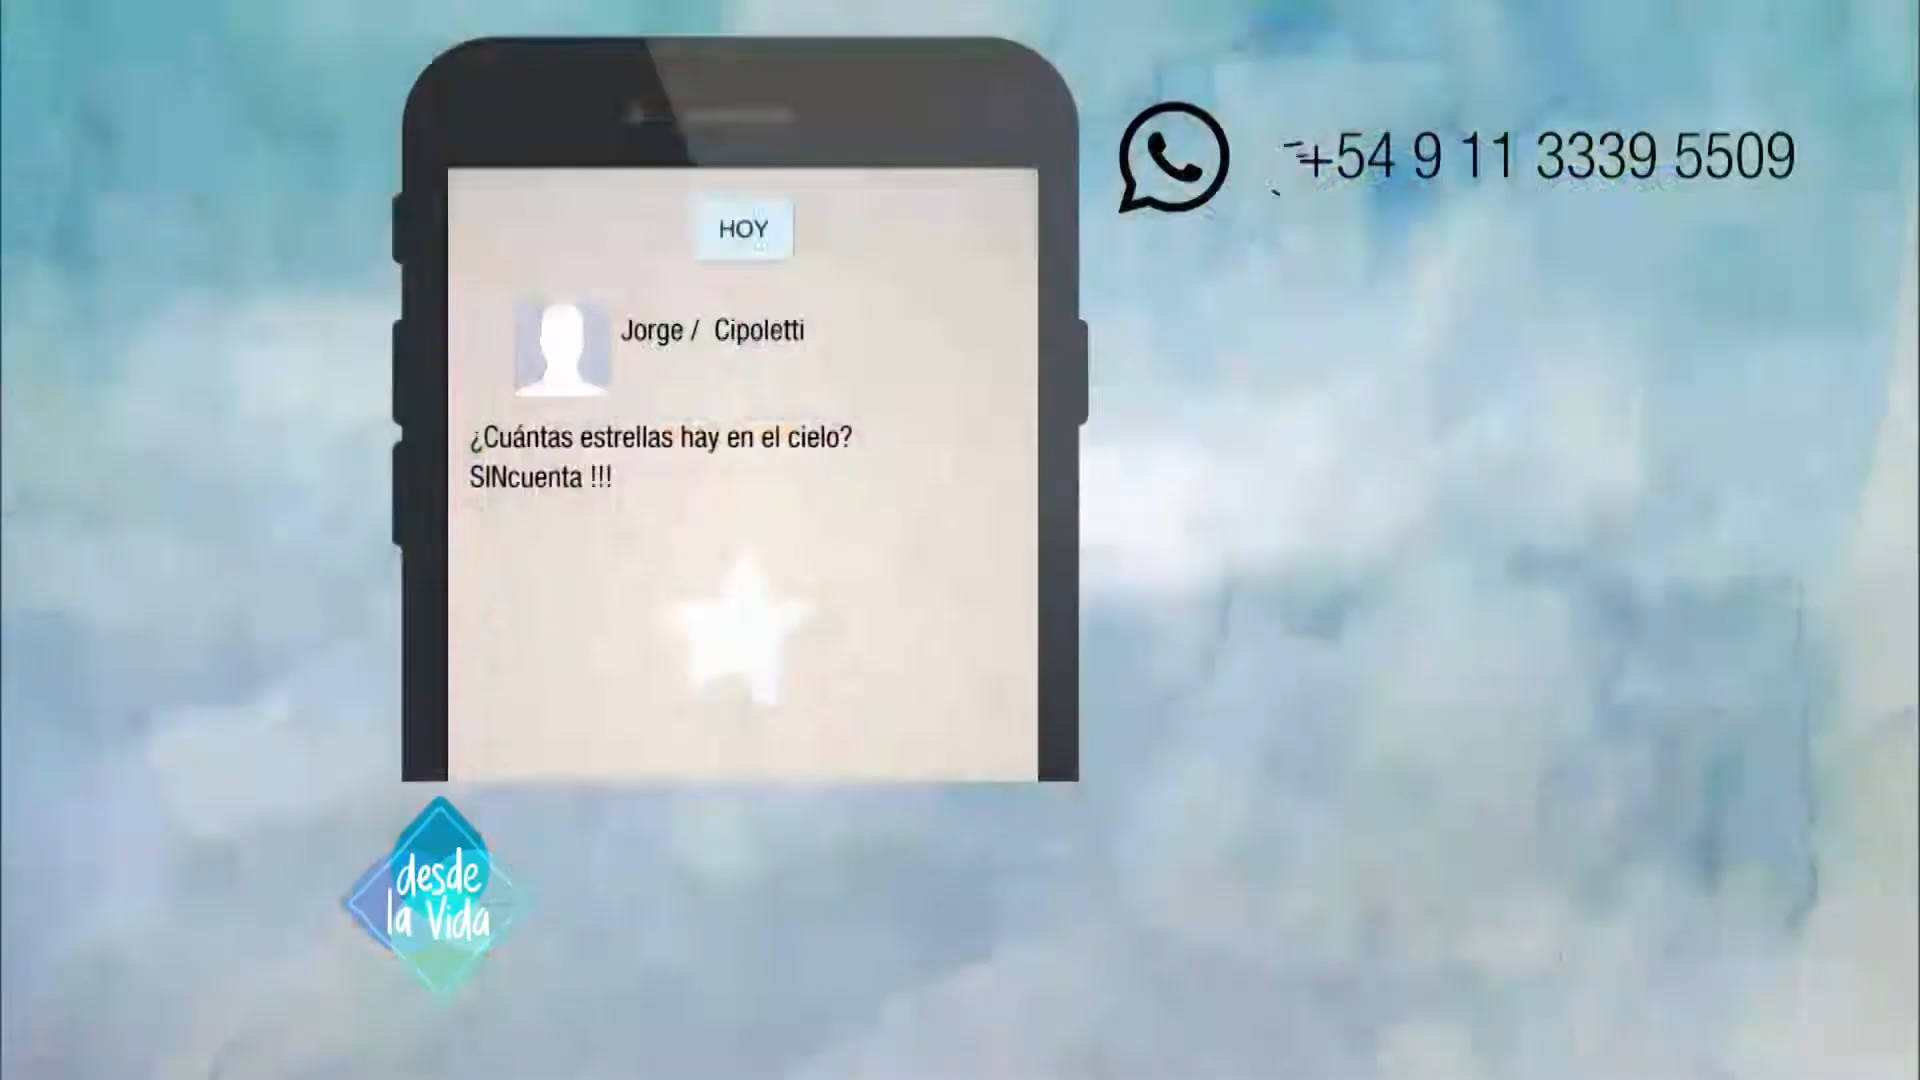 HOY
Jorge / Cipoletti
¿Cuántas estrellas hay en el cielo?
SINcuenta !!!
+54 9 11 3339 5509
desde
la Vida